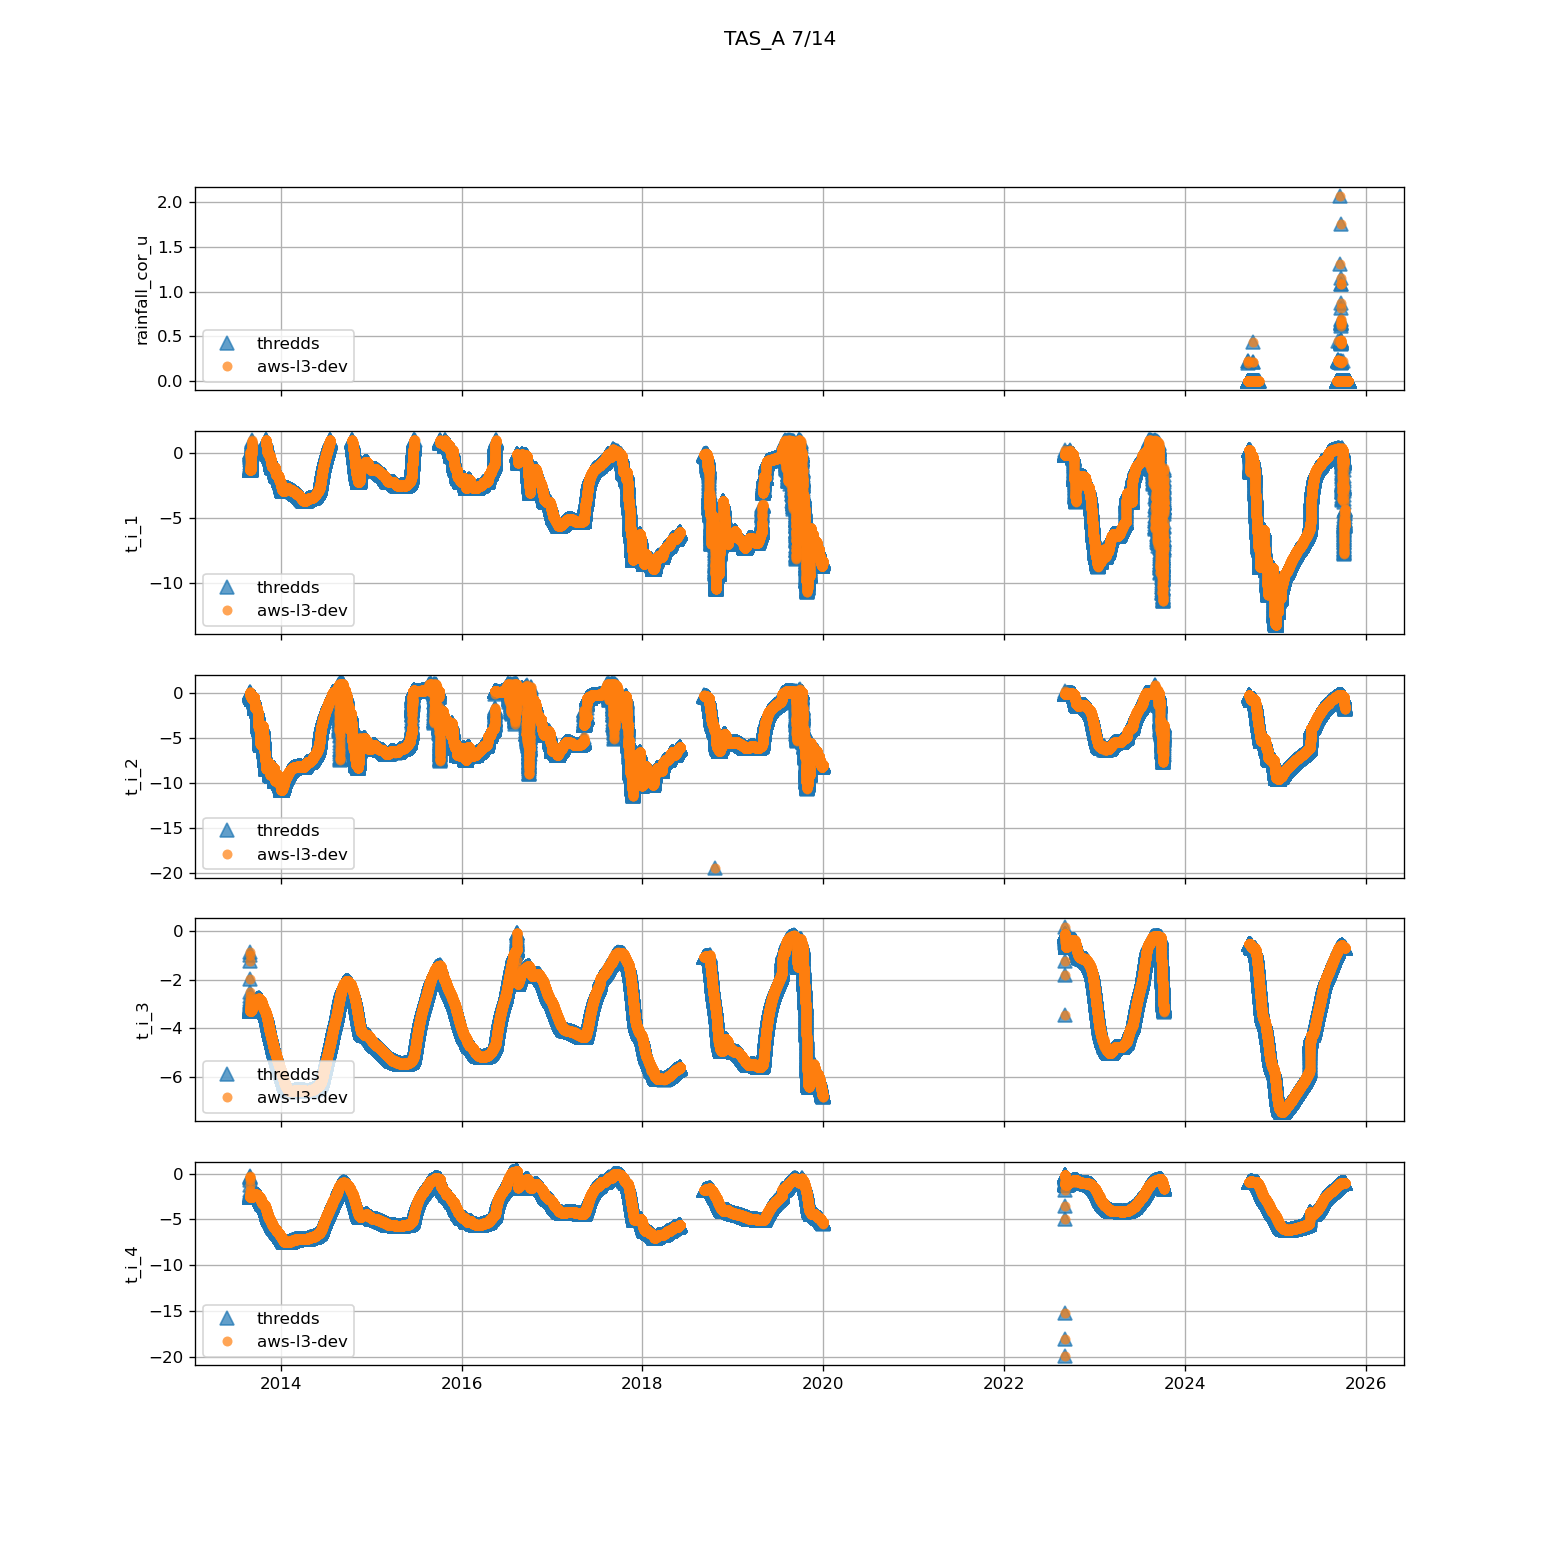 TAS_A 7/14
rainfall_cor_u
2.0
1.5
1.0
0.5
0.0
thredds
aws-l3-dev
t_i_1
0
−5
−10
thredds
aws-l3-dev
t_i_2
0
−5
−10
−15
−20
thredds
aws-l3-dev
t_i_3
0
−2
−4
−6
thredds
aws-l3-dev
t_i_4
0
−5
−10
−15
−20
thredds
aws-l3-dev
2014 2016 2018 2020 2022 2024 2026